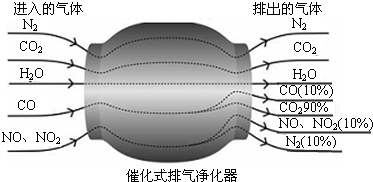 进入的气体
N₂
CO₂
H₂O
CO
NO、NO₂
排出的气体
N₂
CO₂
H₂O
CO(10%)
CO₂90%
NO、NO₂(10%)
N₂(10%)
催化式排气净化器